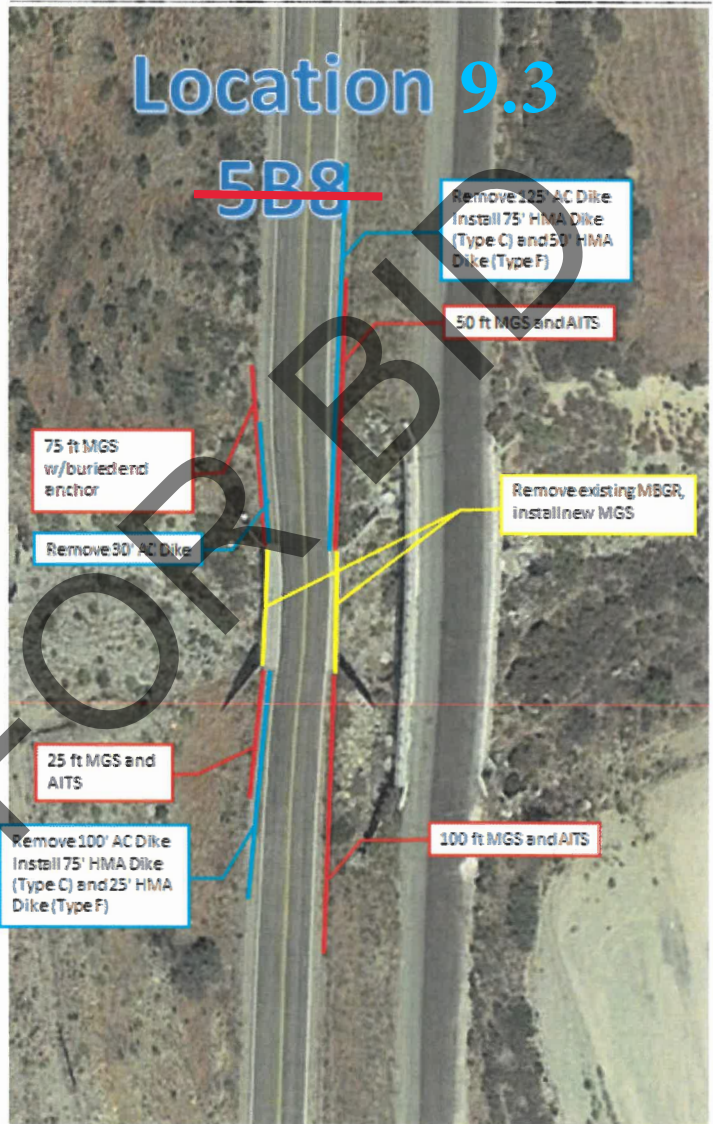 Location 9.3
5B8
Remove 125' AC Dike
Install 75' HMA Dike
(Type C) and 50' HMA
Dike (Type F)
50 ft MGS and AITS
75 ft MGS
w/buried end
anchor
Remove existing MBGR,
install new MGS
Remove 30' AC Dike
25 ft MGS and
AITS
Remove 100' AC Dike
Install 75' HMA Dike
(Type C) and 25' HMA
Dike (Type F)
100 ft MGS and AITS
FOR BID